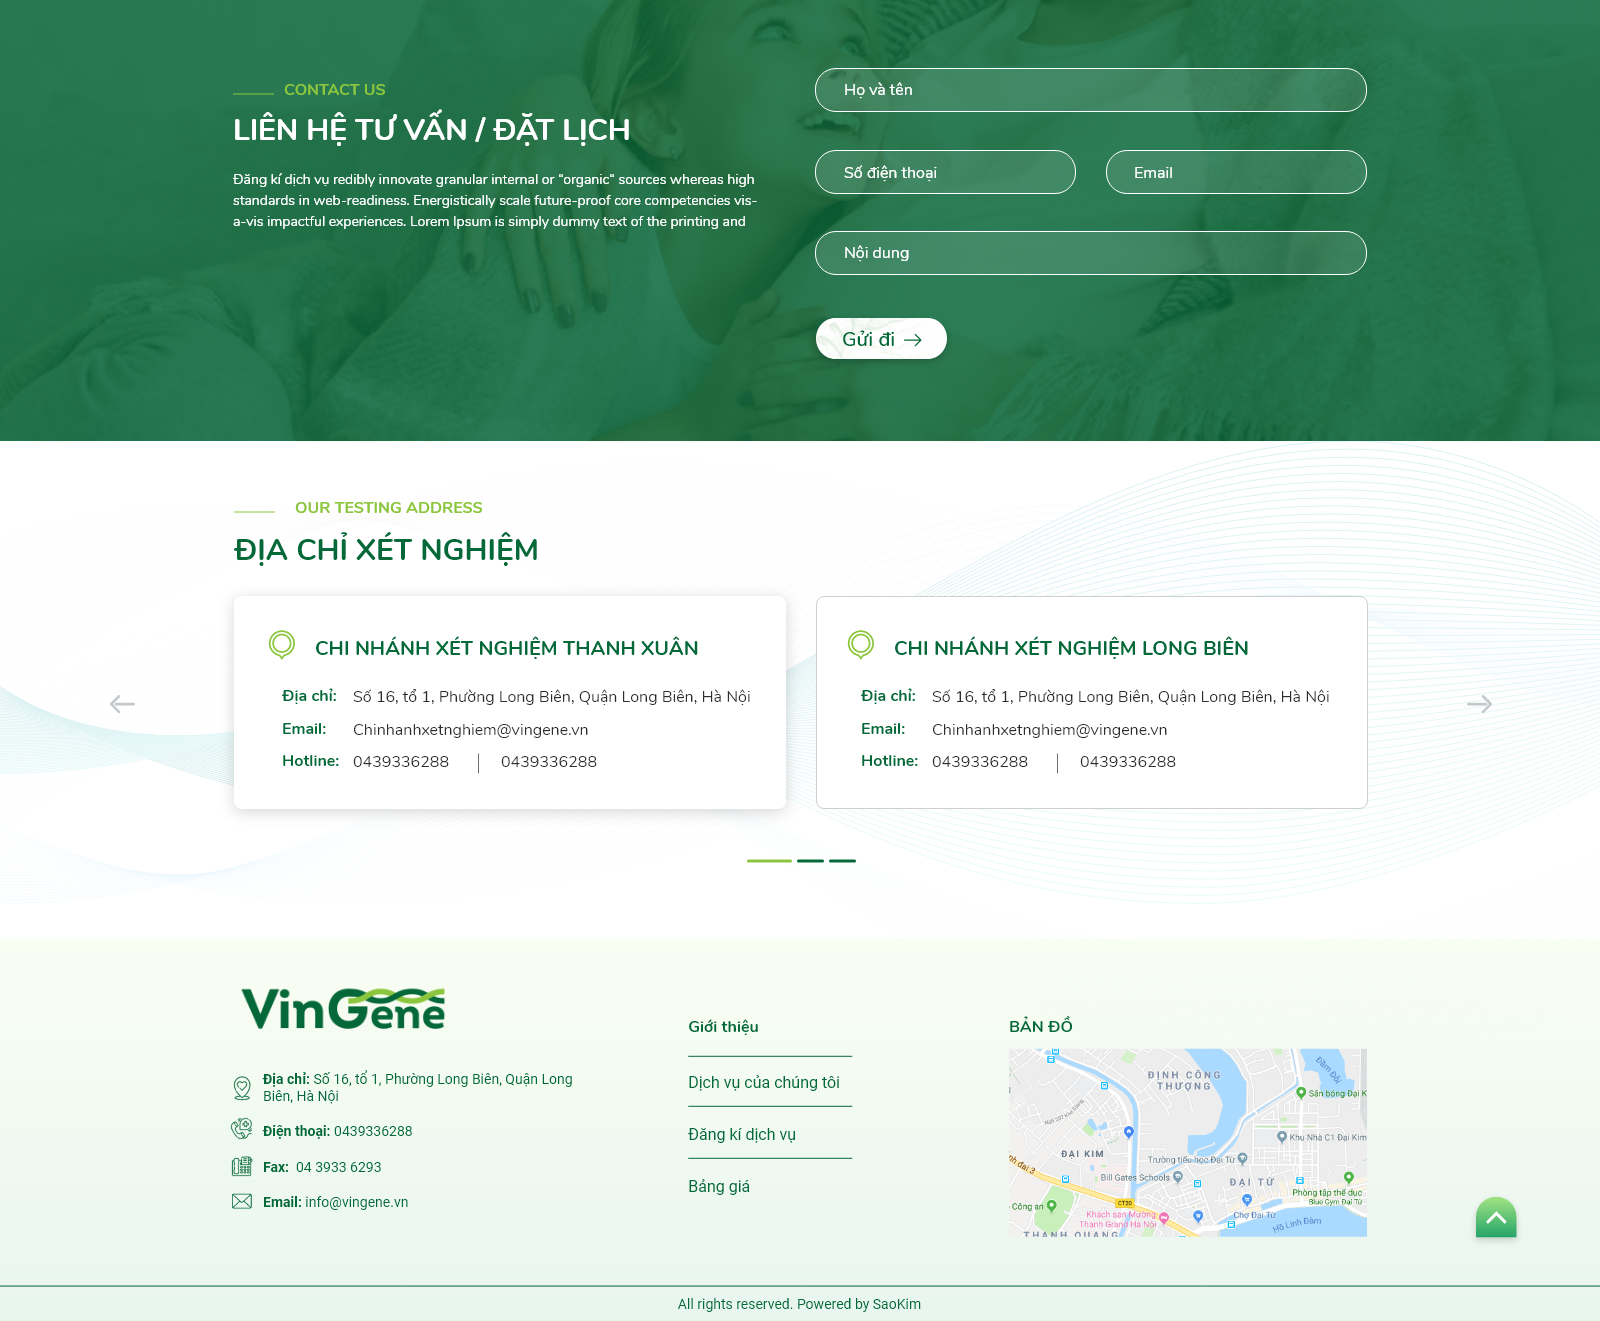 CONTACT US
LIÊN HỆ TƯ VẤN / ĐẶT LỊCH
Đăng kí dịch vụ redibly innovate granular internal or "organic" sources whereas high
standards in web-readiness. Energistically scale future-proof core competencies vis-
a-vis impactful experiences. Lorem Ipsum is simply dummy text of the printing and
Họ và tên
Số điện thoại
Email
Nội dung
Gửi đi
OUR TESTING ADDRESS
ĐỊA CHỈ XÉT NGHIỆM
CHI NHÁNH XÉT NGHIỆM THANH XUÂN
Địa chỉ: Số 16, tổ 1, Phường Long Biên, Quận Long Biên, Hà Nội
Email: Chinhanhxetnghiem@vingene.vn
Hotline: 0439336288 | 0439336288
CHI NHÁNH XÉT NGHIỆM LONG BIÊN
Địa chỉ: Số 16, tổ 1, Phường Long Biên, Quận Long Biên, Hà Nội
Email: Chinhanhxetnghiem@vingene.vn
Hotline: 0439336288 | 0439336288
VinGene
Địa chỉ: Số 16, tổ 1, Phường Long Biên, Quận Long
Biên, Hà Nội
Điện thoại: 0439336288
Fax: 04 3933 6293
Email: info@vingene.vn
Giới thiệu
Dịch vụ của chúng tôi
Đăng kí dịch vụ
Bảng giá
BẢN ĐỒ
ĐỊNH CÔNG
THƯỢNG
Đầm Đỗi
Sân bóng Đại K
Ngõ 282 Kim Giang
Khu Nhà C1 Đại Kim
ĐẠI KIM
Trường tiểu học Đại Từ
nh đai 3
Bill Gates Schools
ĐẠI TỪ
Phòng tập thể dục
Blue Gym Đại Từ
CT20
Công an
Khách sạn Mường
Thanh Grand Hà Nội
Chợ Đại Từ
Hồ Linh Đàm
THANH QUANG
All rights reserved. Powered by SaoKim